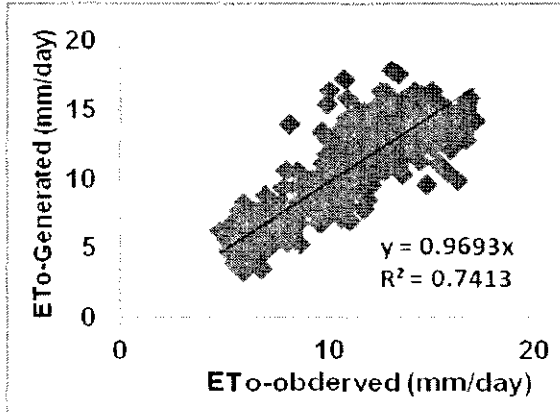 20
15
10
5
0
ETo-Generated (mm/day)
y = 0.9693x
R² = 0.7413
0 10 20
ETo-obderved (mm/day)